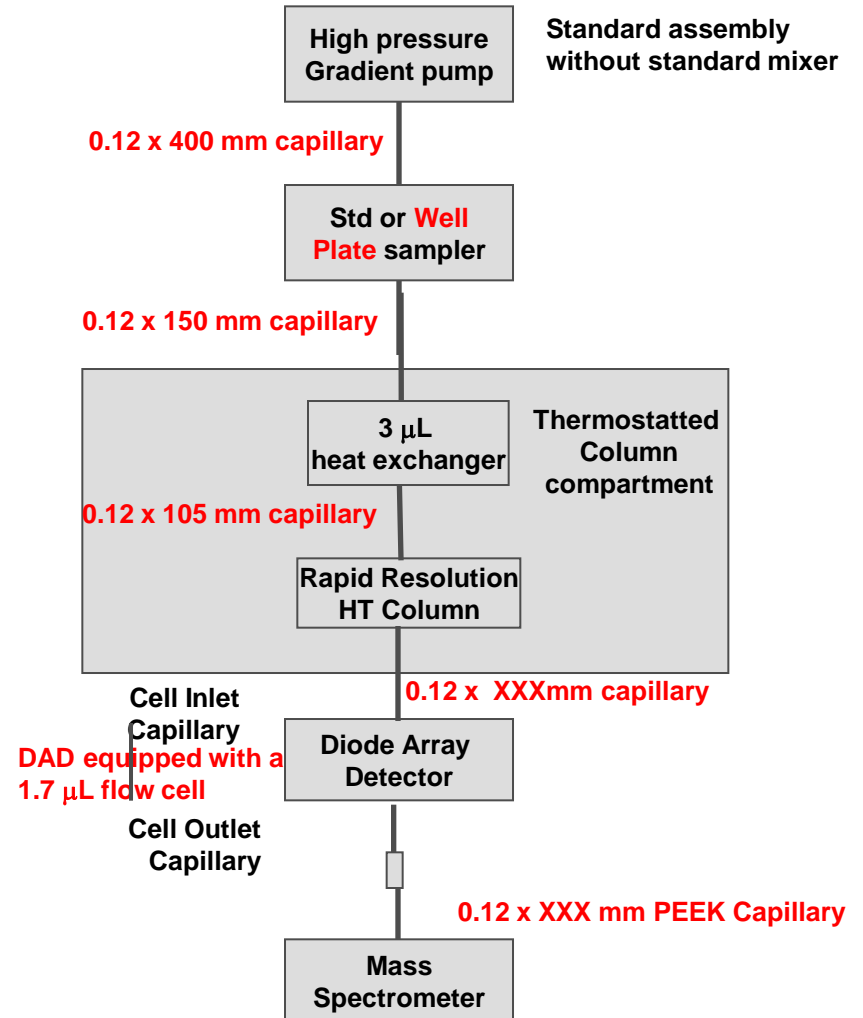 High pressure
Gradient pump
Standard assembly
without standard mixer
0.12 x 400 mm capillary
Std or Well
Plate sampler
0.12 x 150 mm capillary
3 μL
heat exchanger
Thermostatted
Column
compartment
0.12 x 105 mm capillary
Rapid Resolution
HT Column
0.12 x XXXmm capillary
Cell Inlet
Capillary
DAD equipped with a
1.7 μL flow cell
Diode Array
Detector
Cell Outlet
Capillary
0.12 x XXX mm PEEK Capillary
Mass
Spectrometer